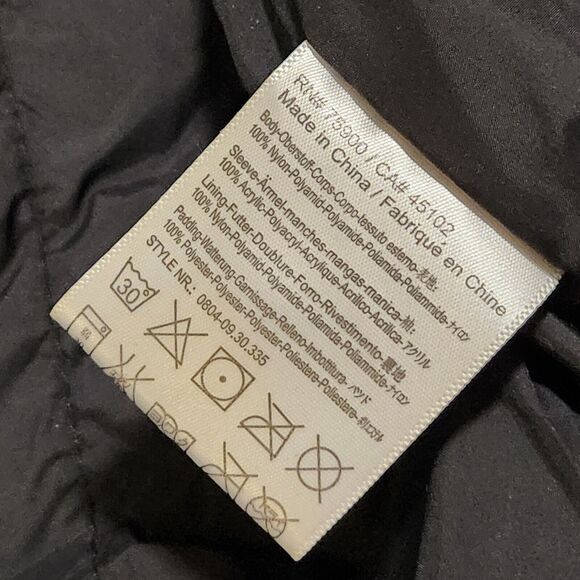 RN# 75900 / CA# 45102
Made in China / Fabriqué en Chine
Body-Oberstoff-Corps-Corpo-tessuto esterno-表地:
100% Nylon-Polyamid-Polyamide-Poliamide-Poliammide-ナイロン
Sleeve-Ärmel-manches-mangas-manica-袖:
100% Acrylic-Polyacryl-Acrylique-Acrilico-Acrilica-アクリル
Lining-Futter-Doublure-Forro-Rivestimento-裏地
100% Nylon-Polyamid-Polyamide-Poliamide-Poliammide-ナイロン
Padding-Wattierung-Garnissage-Relleno-Imbottitura-パッド
100% Polyester-Polyester-Polyester-Poliestere-Poliestere-ポリエステル
STYLE NR.: 0804-09.30.335
30